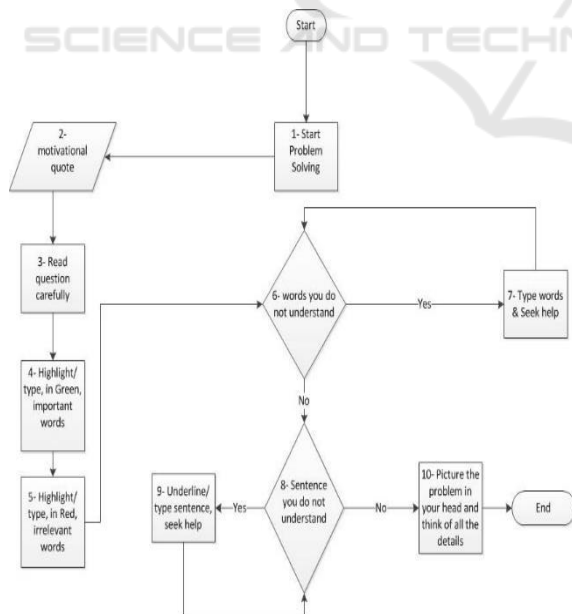 SCIENCE AND TECHN
Start
1- Start
Problem
Solving
2-
motivational
quote
3- Read
question
carefully
4- Highlight/
type, in Green,
important
words
5- Highlight/
type, in Red,
irrelevant
words
6- words you do
not understand
Yes
7- Type words
& Seek help
No
8- Sentence
you do not
understand
Yes
9- Underline/
type sentence,
seek help
No
10- Picture the
problem in
your head and
think of all the
details
End